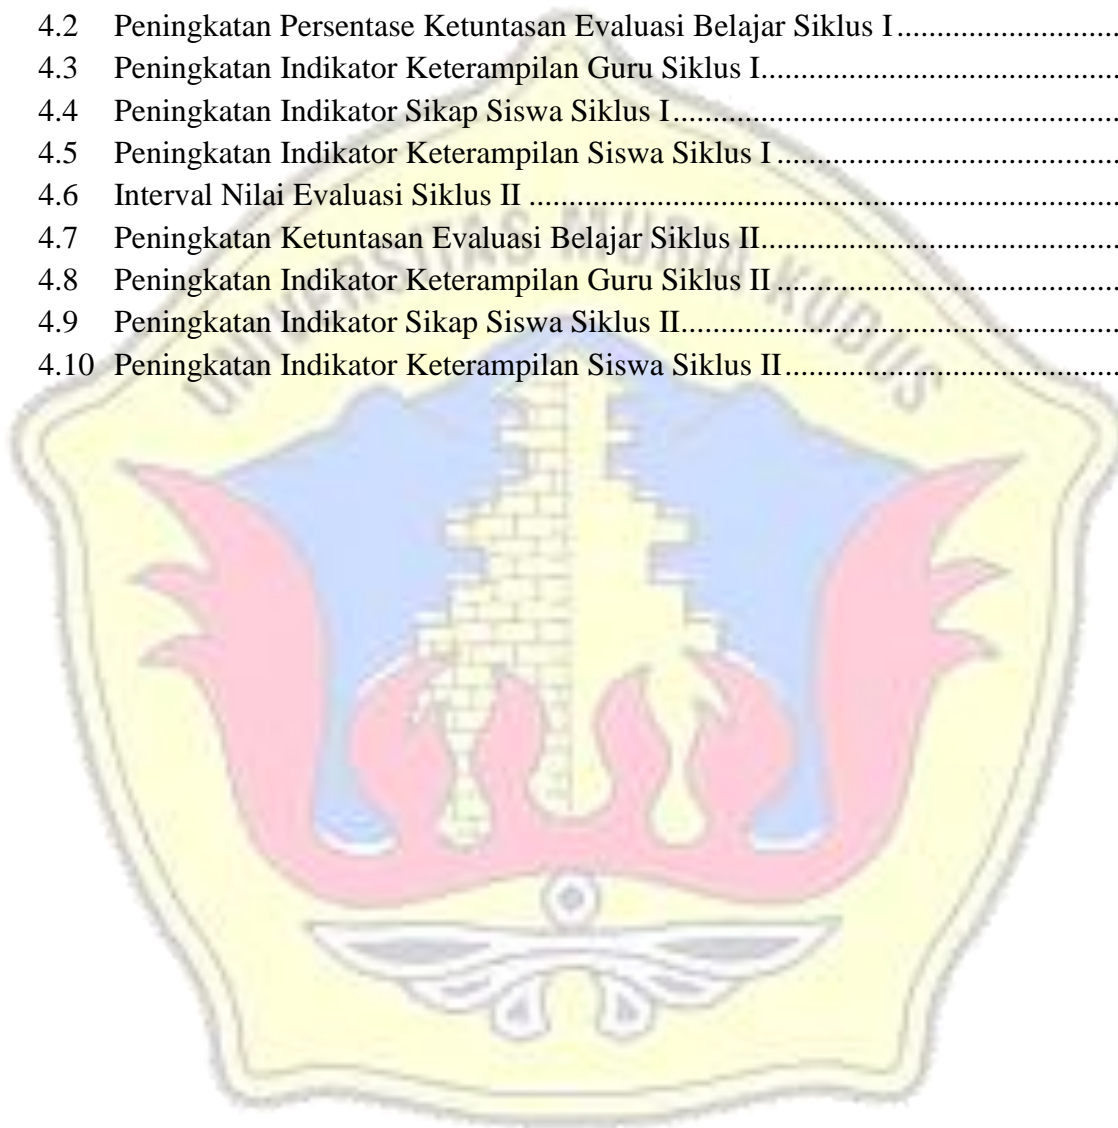 4.2 Peningkatan Persentase Ketuntasan Evaluasi Belajar Siklus I............................
4.3 Peningkatan Indikator Keterampilan Guru Siklus I.............................................
4.4 Peningkatan Indikator Sikap Siswa Siklus I........................................................
4.5 Peningkatan Indikator Keterampilan Siswa Siklus I...........................................
4.6 Interval Nilai Evaluasi Siklus II..........................................................................
4.7 Peningkatan Ketuntasan Evaluasi Belajar Siklus II.............................................
4.8 Peningkatan Indikator Keterampilan Guru Siklus II...........................................
4.9 Peningkatan Indikator Sikap Siswa Siklus II.......................................................
4.10 Peningkatan Indikator Keterampilan Siswa Siklus II..........................................
UNIVERSITAS MURIA KUDUS